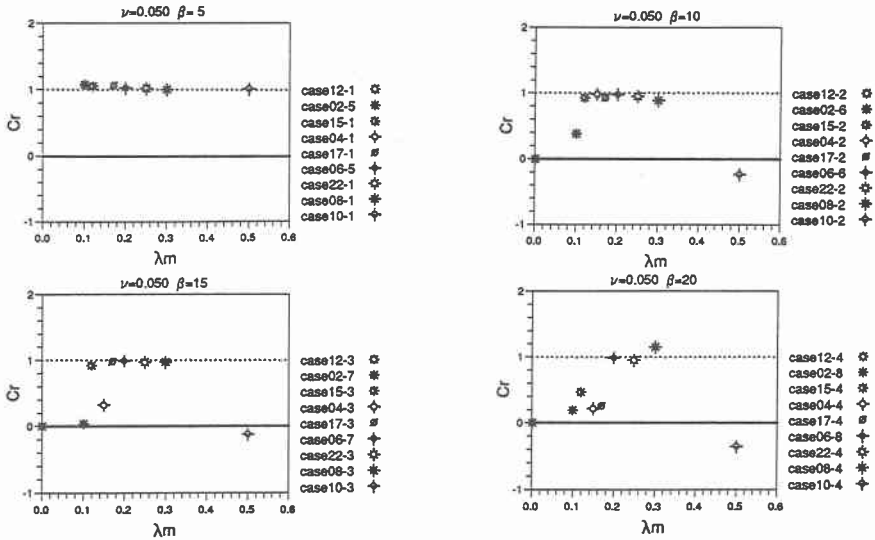 ν=0.050 β= 5
2
1
0
-1
Cr
0.0 0.1 0.2 0.3 0.4 0.5 0.6
λm
case12-1
case02-5
case15-1
case04-1
case17-1
case06-5
case22-1
case08-1
case10-1
ν=0.050 β=10
2
1
0
-1
Cr
0.0 0.1 0.2 0.3 0.4 0.5 0.6
λm
case12-2
case02-6
case15-2
case04-2
case17-2
case06-6
case22-2
case08-2
case10-2
ν=0.050 β=15
2
1
0
-1
Cr
0.0 0.1 0.2 0.3 0.4 0.5 0.6
λm
case12-3
case02-7
case15-3
case04-3
case17-3
case06-7
case22-3
case08-3
case10-3
ν=0.050 β=20
2
1
0
-1
Cr
0.0 0.1 0.2 0.3 0.4 0.5 0.6
λm
case12-4
case02-8
case15-4
case04-4
case17-4
case06-8
case22-4
case08-4
case10-4